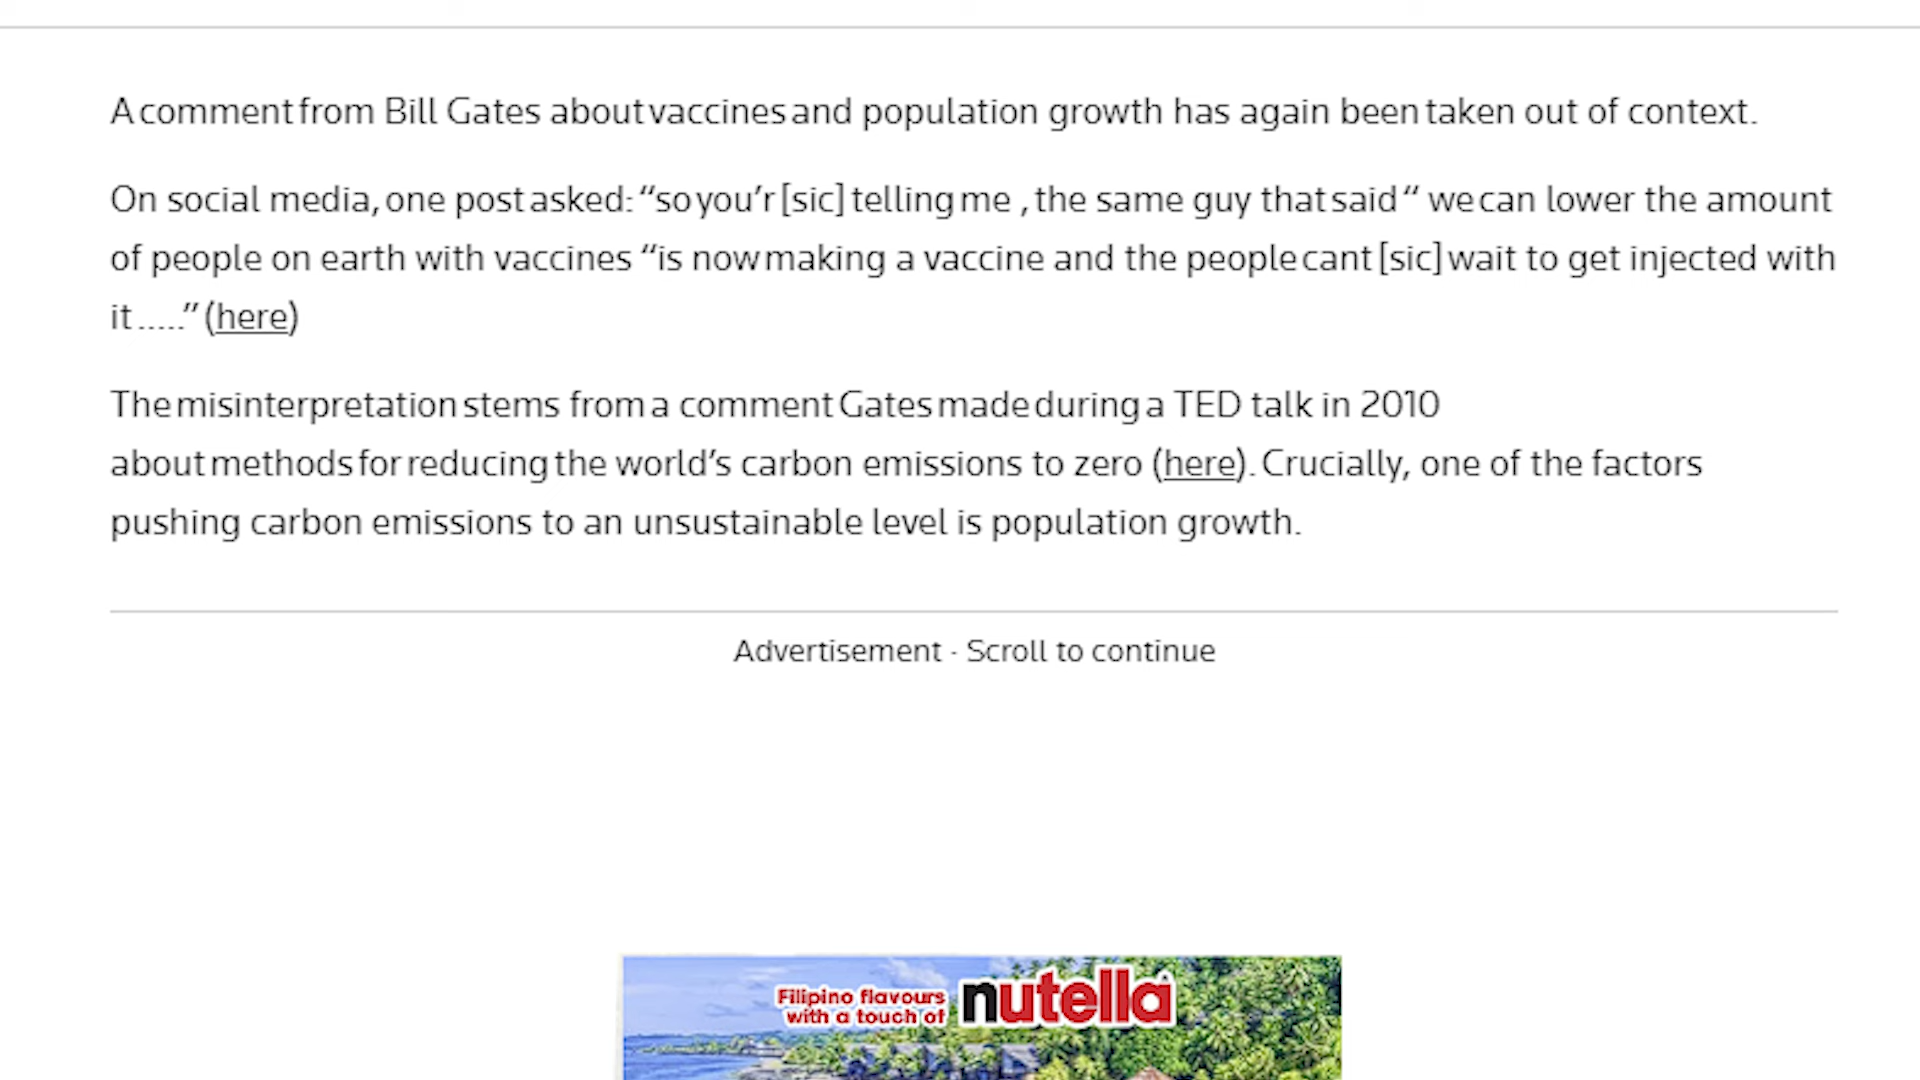 A comment from Bill Gates about vaccines and population growth has again been taken out of context.
On social media, one post asked: “so you’r [sic] telling me , the same guy that said “ we can lower the amount
of people on earth with vaccines “is now making a vaccine and the people cant [sic] wait to get injected with
it .....” (here)
The misinterpretation stems from a comment Gates made during a TED talk in 2010
about methods for reducing the world’s carbon emissions to zero (here). Crucially, one of the factors
pushing carbon emissions to an unsustainable level is population growth.
Advertisement · Scroll to continue
Filipino flavours
with a touch of
nutella